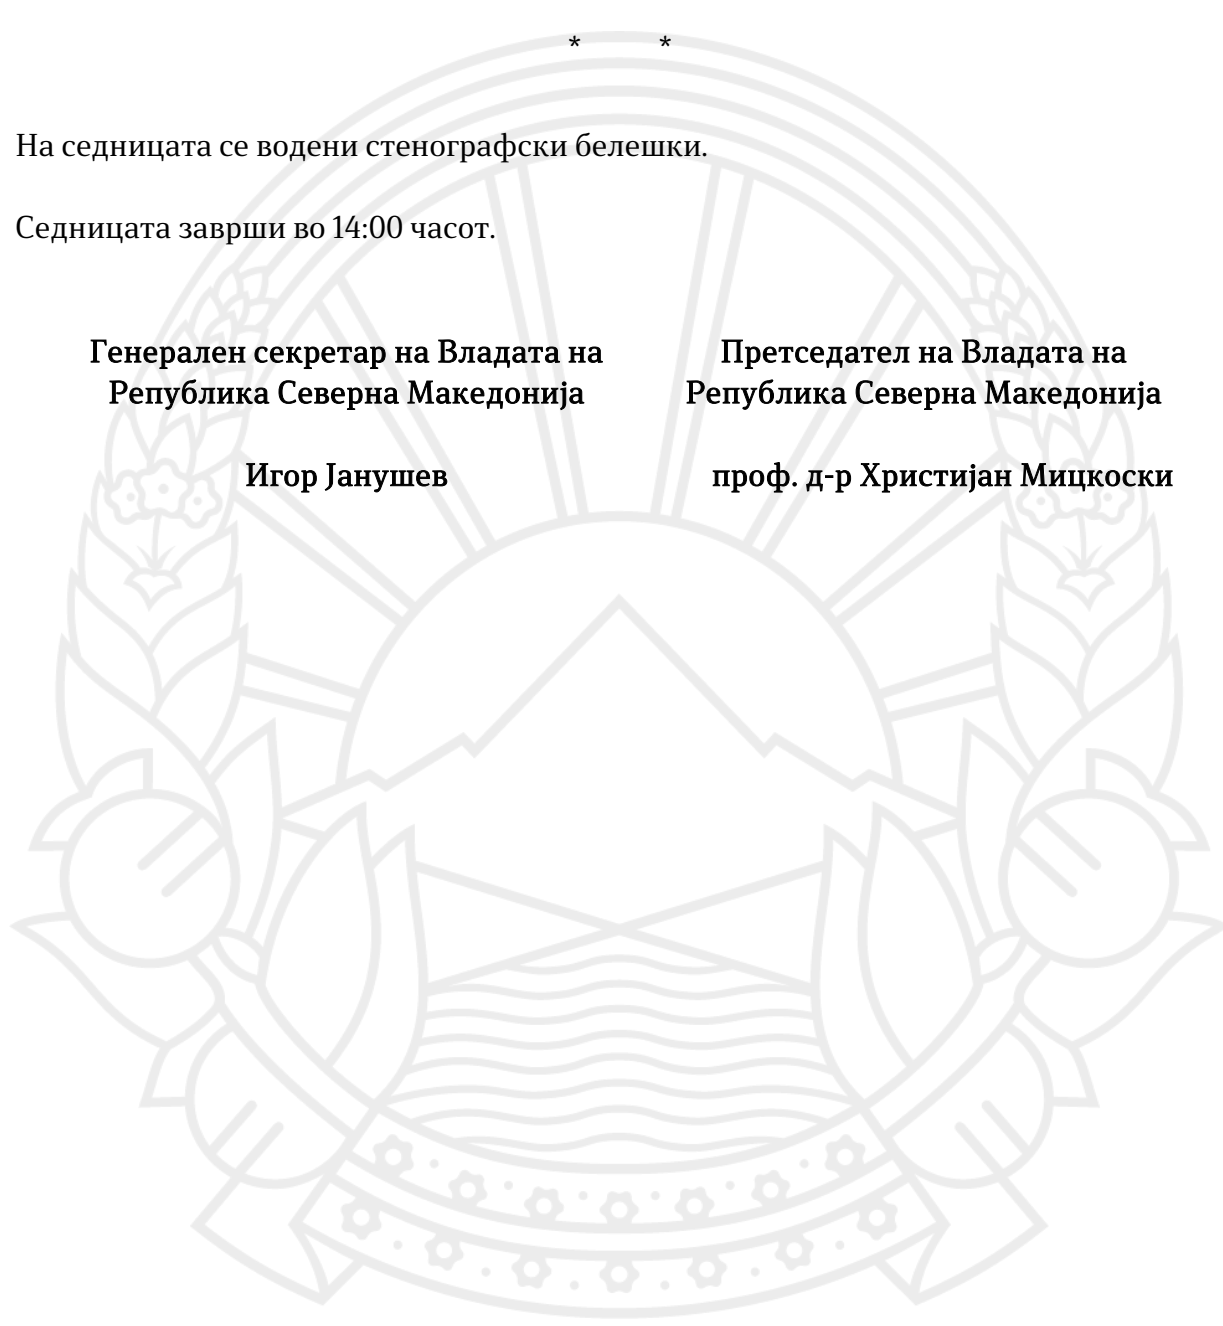 * *
На седницата се водени стенографски белешки.
Седницата заврши во 14:00 часот.
Генерален секретар на Владата на
Република Северна Македонија
Игор Јанушев
Претседател на Владата на
Република Северна Македонија
проф. д-р Христијан Мицкоски